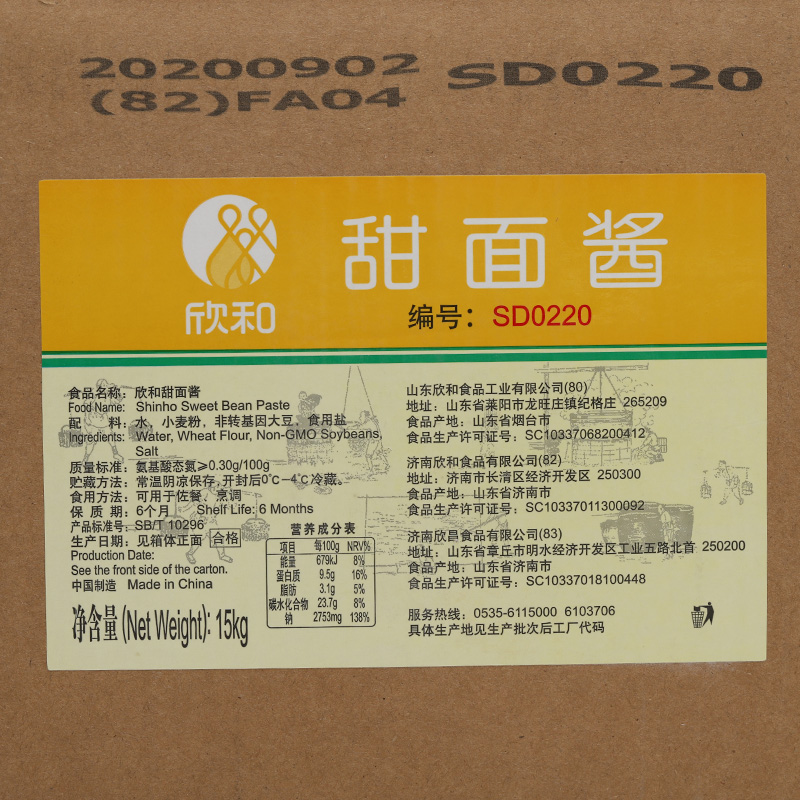 20200902 SD0220
(82)FA04
欣和
甜面酱
编号：SD0220
食品名称：欣和甜面酱
Food Name: Shinho Sweet Bean Paste
配 料：水，小麦粉，非转基因大豆，食用盐
Ingredients: Water, Wheat Flour, Non-GMO Soybeans,
Salt
质量标准：氨基酸态氮≥0.30g/100g
贮藏方法：常温阴凉保存，开封后0℃-4℃冷藏。
食用方法：可用于佐餐、烹调
保 质 期：6个月 Shelf Life: 6 Months
产品标准号：SB/T 10296
生产日期：见箱体正面 合格
Production Date:
See the front side of the carton.
中国制造 Made in China
净含量 (Net Weight): 15kg
营养成分表
项目 每100g NRV%
能量 679kJ 8%
蛋白质 9.5g 16%
脂肪 3.1g 5%
碳水化合物 23.7g 8%
钠 2753mg 138%
山东欣和食品工业有限公司(80)
地址：山东省莱阳市龙旺庄镇纪格庄 265209
食品产地：山东省烟台市
食品生产许可证号：SC10337068200412
济南欣和食品有限公司(82)
地址：济南市长清区经济开发区 250300
食品产地：山东省济南市
食品生产许可证号：SC10337011300092
济南欣昌食品有限公司(83)
地址：山东省章丘市明水经济开发区工业五路北首 250200
食品产地：山东省济南市
食品生产许可证号：SC10337018100448
服务热线：0535-6115000 6103706
具体生产地见生产批次后工厂代码